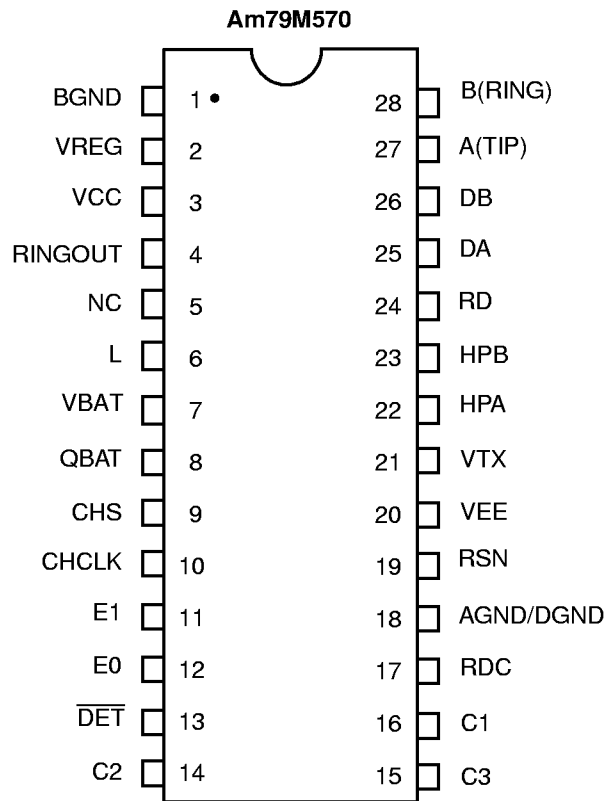 Am79M570
BGND 1 28 B(RING)
VREG 2 27 A(TIP)
VCC 3 26 DB
RINGOUT 4 25 DA
NC 5 24 RD
L 6 23 HPB
VBAT 7 22 HPA
QBAT 8 21 VTX
CHS 9 20 VEE
CHCLK 10 19 RSN
E1 11 18 AGND/DGND
E0 12 17 RDC
DET 13 16 C1
C2 14 15 C3